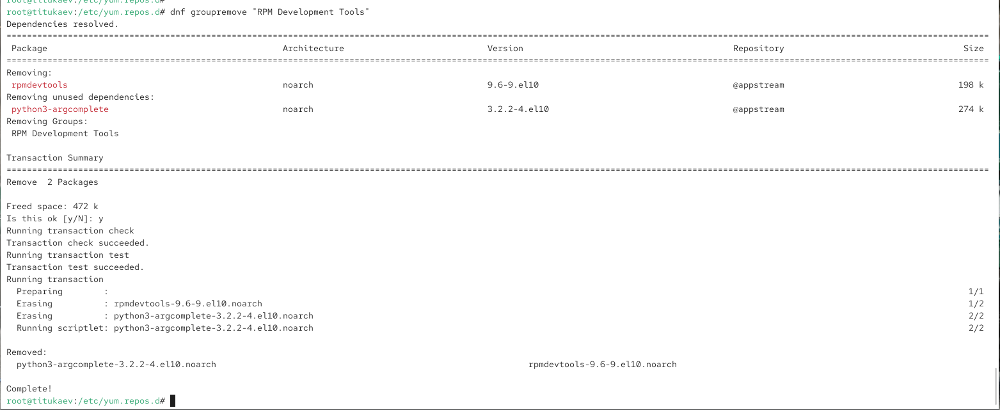 root@titukaev:/etc/yum.repos.d#
root@titukaev:/etc/yum.repos.d# dnf groupremove "RPM Development Tools"
Dependencies resolved.
================================================================================================================================================================================================
 Package                                              Architecture                            Version                                         Repository                                   Size
================================================================================================================================================================================================
Removing:
 rpmdevtools                                          noarch                                  9.6-9.el10                                      @appstream                                  198 k
Removing unused dependencies:
 python3-argcomplete                                  noarch                                  3.2.2-4.el10                                    @appstream                                  274 k
Removing Groups:
 RPM Development Tools
Transaction Summary
================================================================================================================================================================================================
Remove  2 Packages
Freed space: 472 k
Is this ok [y/N]: y
Running transaction check
Transaction check succeeded.
Running transaction test
Transaction test succeeded.
Running transaction
  Preparing        :                                                                                                                                                                        1/1
  Erasing          : rpmdevtools-9.6-9.el10.noarch                                                                                                                                          1/2
  Erasing          : python3-argcomplete-3.2.2-4.el10.noarch                                                                                                                                2/2
  Running scriptlet: python3-argcomplete-3.2.2-4.el10.noarch                                                                                                                                2/2
Removed:
  python3-argcomplete-3.2.2-4.el10.noarch                                                             rpmdevtools-9.6-9.el10.noarch
Complete!
root@titukaev:/etc/yum.repos.d#